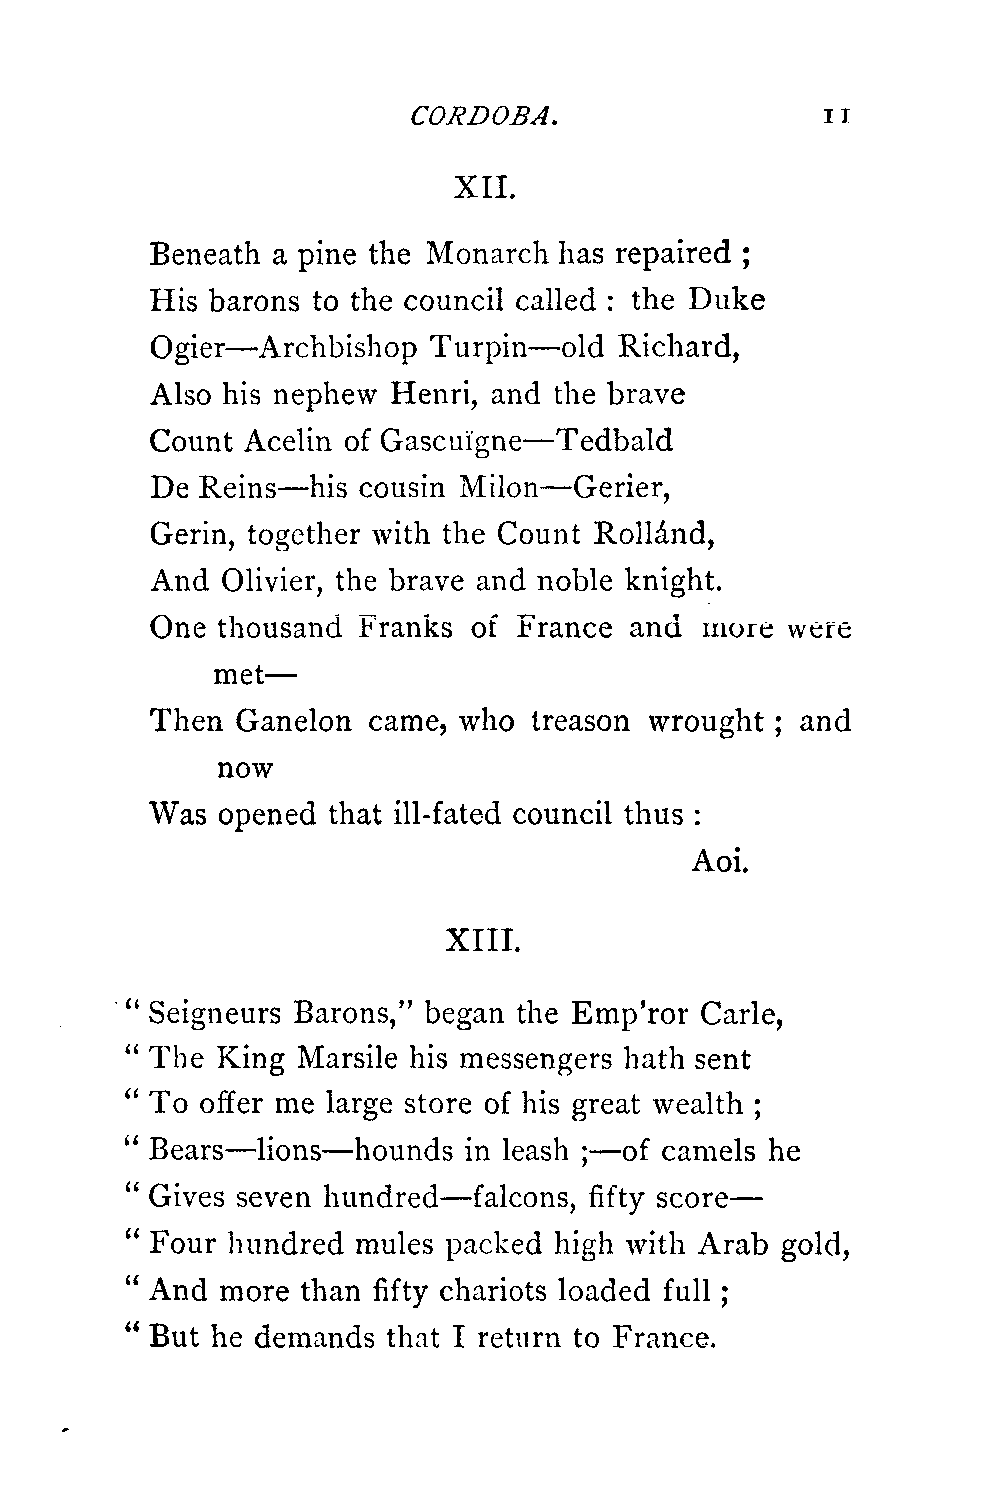 CORDOBA. 11
XII.
Beneath a pine the Monarch has repaired ;
His barons to the council called : the Duke
Ogier—Archbishop Turpin—old Richard,
Also his nephew Henri, and the brave
Count Acelin of Gascuïgne—Tedbald
De Reins—his cousin Milon—Gerier,
Gerin, together with the Count Rollánd,
And Olivier, the brave and noble knight.
One thousand Franks of France and more were
met—
Then Ganelon came, who treason wrought ; and
now
Was opened that ill-fated council thus :
Aoi.
XIII.
" Seigneurs Barons," began the Emp'ror Carle,
" The King Marsile his messengers hath sent
" To offer me large store of his great wealth ;
" Bears—lions—hounds in leash ;—of camels he
" Gives seven hundred—falcons, fifty score—
" Four hundred mules packed high with Arab gold,
" And more than fifty chariots loaded full ;
" But he demands that I return to France.